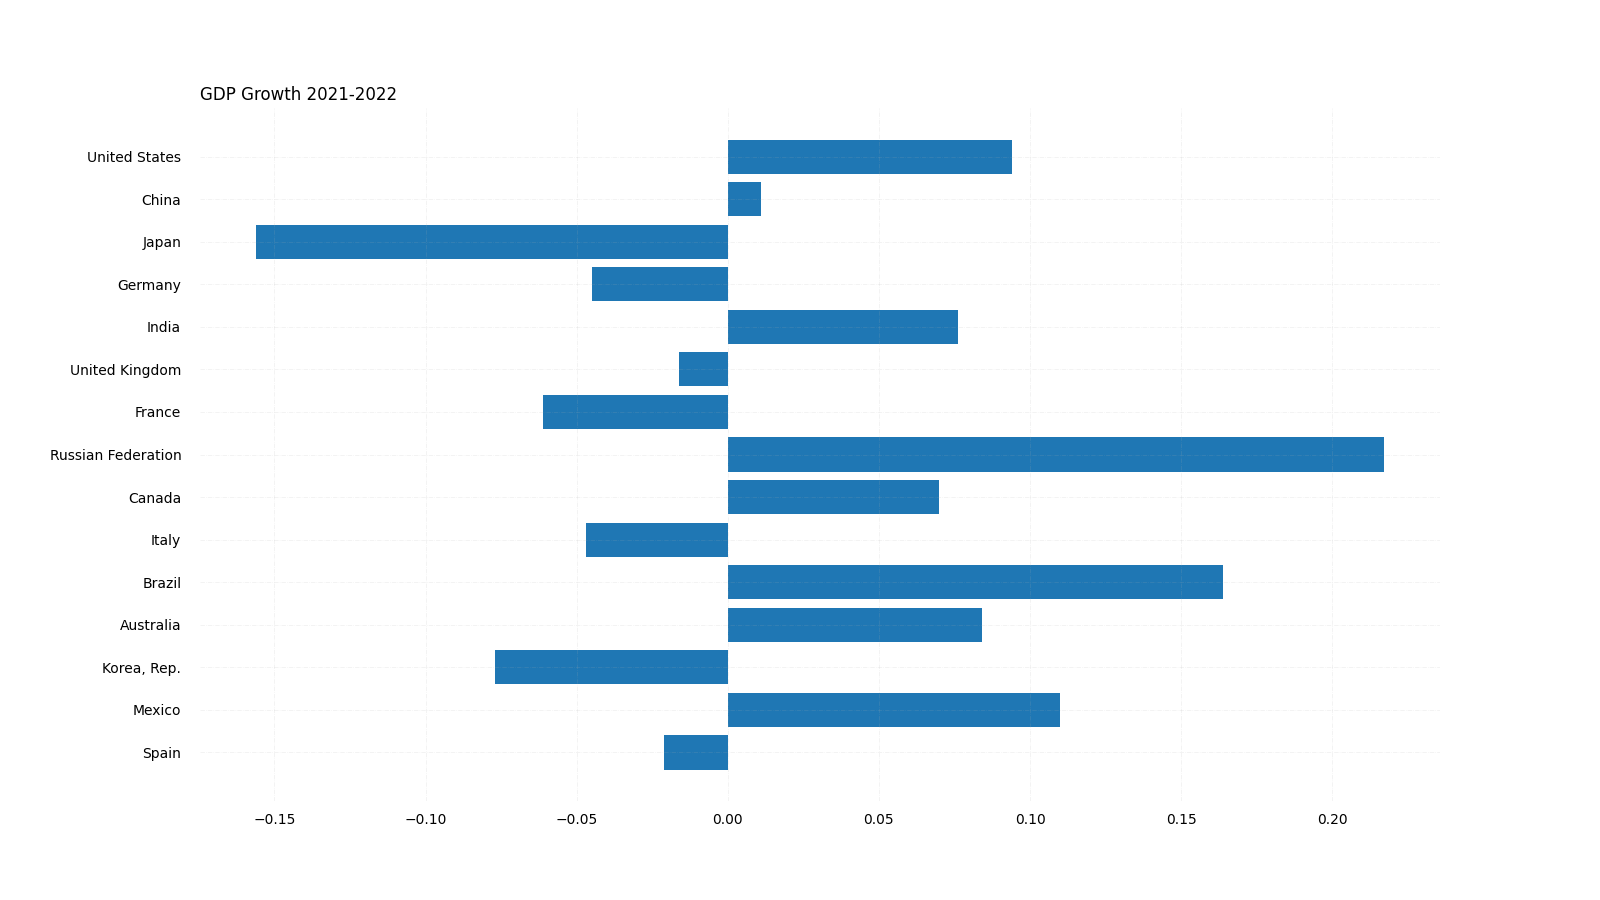 GDP Growth 2021-2022
United States
China
Japan
Germany
India
United Kingdom
France
Russian Federation
Canada
Italy
Brazil
Australia
Korea, Rep.
Mexico
Spain
−0.15 −0.10 −0.05 0.00 0.05 0.10 0.15 0.20